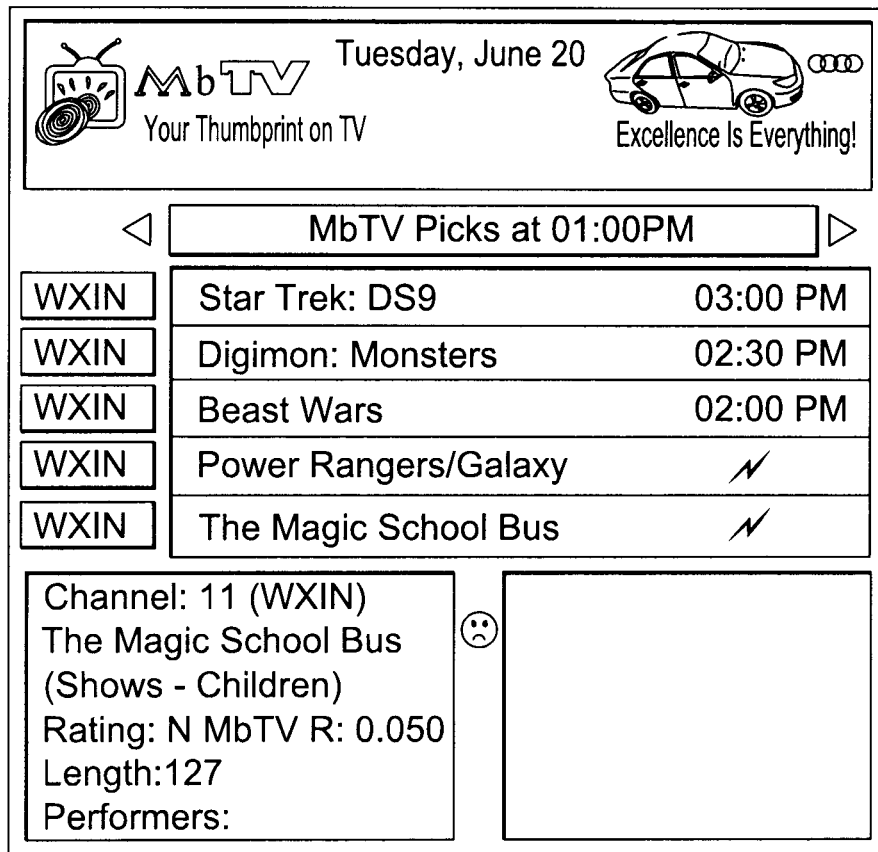 MbTV
Tuesday, June 20
Your Thumbprint on TV
Excellence Is Everything!
MbTV Picks at 01:00PM
WXIN Star Trek: DS9 03:00 PM
WXIN Digimon: Monsters 02:30 PM
WXIN Beast Wars 02:00 PM
WXIN Power Rangers/Galaxy
WXIN The Magic School Bus
Channel: 11 (WXIN)
The Magic School Bus
(Shows - Children)
Rating: N MbTV R: 0.050
Length:127
Performers: